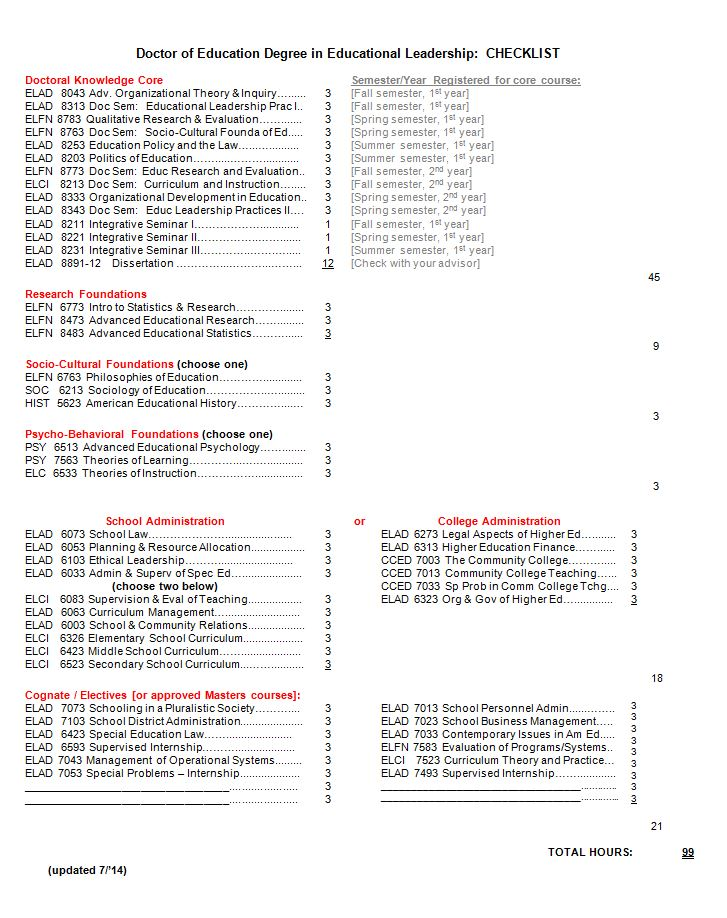 Doctor of Education Degree in Educational Leadership: CHECKLIST
Doctoral Knowledge Core Semester/Year Registered for core course:
ELAD 8043 Adv. Organizational Theory & Inquiry......... 3 [Fall semester, 1st year]
ELAD 8313 Doc Sem: Educational Leadership Prac I.. 3 [Fall semester, 1st year]
ELFN 8783 Qualitative Research & Evaluation............. 3 [Spring semester, 1st year]
ELFN 8763 Doc Sem: Socio-Cultural Founda of Ed..... 3 [Spring semester, 1st year]
ELAD 8253 Education Policy and the Law.................. 3 [Summer semester, 1st year]
ELAD 8203 Politics of Education................................ 3 [Summer semester, 1st year]
ELFN 8773 Doc Sem: Educ Research and Evaluation.. 3 [Fall semester, 2nd year]
ELCI 8213 Doc Sem: Curriculum and Instruction........ 3 [Fall semester, 2nd year]
ELAD 8333 Organizational Development in Education.. 3 [Spring semester, 2nd year]
ELAD 8343 Doc Sem: Educ Leadership Practices II.... 3 [Spring semester, 2nd year]
ELAD 8211 Integrative Seminar I................................ 1 [Fall semester, 1st year]
ELAD 8221 Integrative Seminar II............................... 1 [Spring semester, 1st year]
ELAD 8231 Integrative Seminar III.............................. 1 [Summer semester, 1st year]
ELAD 8891-12 Dissertation ...................................... 12 [Check with your advisor]
45
Research Foundations
ELFN 6773 Intro to Statistics & Research.................... 3
ELFN 8473 Advanced Educational Research............... 3
ELFN 8483 Advanced Educational Statistics............... 3
9
Socio-Cultural Foundations (choose one)
ELFN 6763 Philosophies of Education........................ 3
SOC 6213 Sociology of Education............................. 3
HIST 5623 American Educational History................... 3
3
Psycho-Behavioral Foundations (choose one)
PSY 6513 Advanced Educational Psychology............. 3
PSY 7563 Theories of Learning................................. 3
ELC 6533 Theories of Instruction............................... 3
3
School Administration or College Administration
ELAD 6073 School Law........................................... 3 ELAD 6273 Legal Aspects of Higher Ed........... 3
ELAD 6053 Planning & Resource Allocation................ 3 ELAD 6313 Higher Education Finance............ 3
ELAD 6103 Ethical Leadership.................................. 3 CCED 7003 The Community College.............. 3
ELAD 6033 Admin & Superv of Spec Ed..................... 3 CCED 7013 Community College Teaching...... 3
(choose two below) CCED 7033 Sp Prob in Comm College Tchg.... 3
ELCI 6083 Supervision & Eval of Teaching................. 3 ELAD 6323 Org & Gov of Higher Ed............... 3
ELAD 6063 Curriculum Management......................... 3
ELAD 6003 School & Community Relations................ 3
ELCI 6326 Elementary School Curriculum.................. 3
ELCI 6423 Middle School Curriculum......................... 3
ELCI 6523 Secondary School Curriculum................... 3
18
Cognate / Electives [or approved Masters courses]:
ELAD 7073 Schooling in a Pluralistic Society............. 3 ELAD 7013 School Personnel Admin.............. 3
ELAD 7103 School District Administration................... 3 ELAD 7023 School Business Management..... 3
ELAD 6423 Special Education Law............................ 3 ELAD 7033 Contemporary Issues in Am Ed..... 3
ELAD 6593 Supervised Internship............................. 3 ELFN 7583 Evaluation of Programs/Systems.. 3
ELAD 7043 Management of Operational Systems......... 3 ELCI 7523 Curriculum Theory and Practice... 3
ELAD 7053 Special Problems – Internship.................. 3 ELAD 7493 Supervised Internship.................. 3
__________________________________..................... 3 __________________________________............ 3
__________________________________..................... 3 __________________________________............ 3
21
TOTAL HOURS: 99
(updated 7/'14)